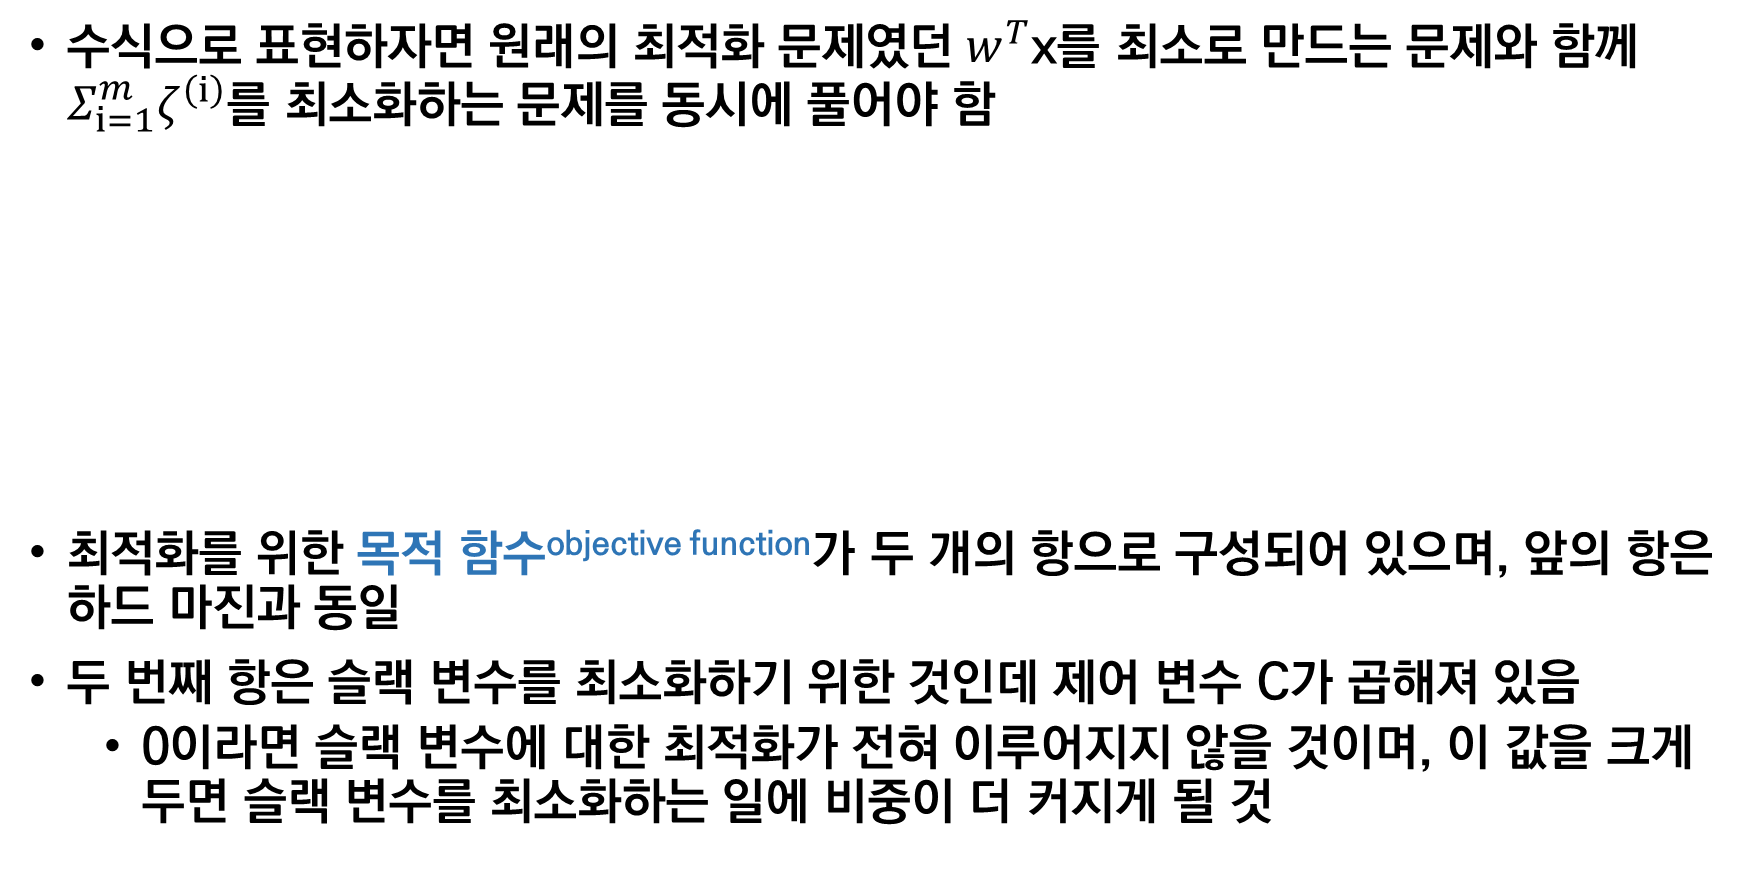 • 수식으로 표현하자면 원래의 최적화 문제였던 𝑤ᵀx를 최소로 만드는 문제와 함께
Σᵢ₌₁ᵐ ζ⁽ⁱ⁾를 최소화하는 문제를 동시에 풀어야 함
• 최적화를 위한 목적 함수objective function가 두 개의 항으로 구성되어 있으며, 앞의 항은
하드 마진과 동일
• 두 번째 항은 슬랙 변수를 최소화하기 위한 것인데 제어 변수 C가 곱해져 있음
• 0이라면 슬랙 변수에 대한 최적화가 전혀 이루어지지 않을 것이며, 이 값을 크게
두면 슬랙 변수를 최소화하는 일에 비중이 더 커지게 될 것